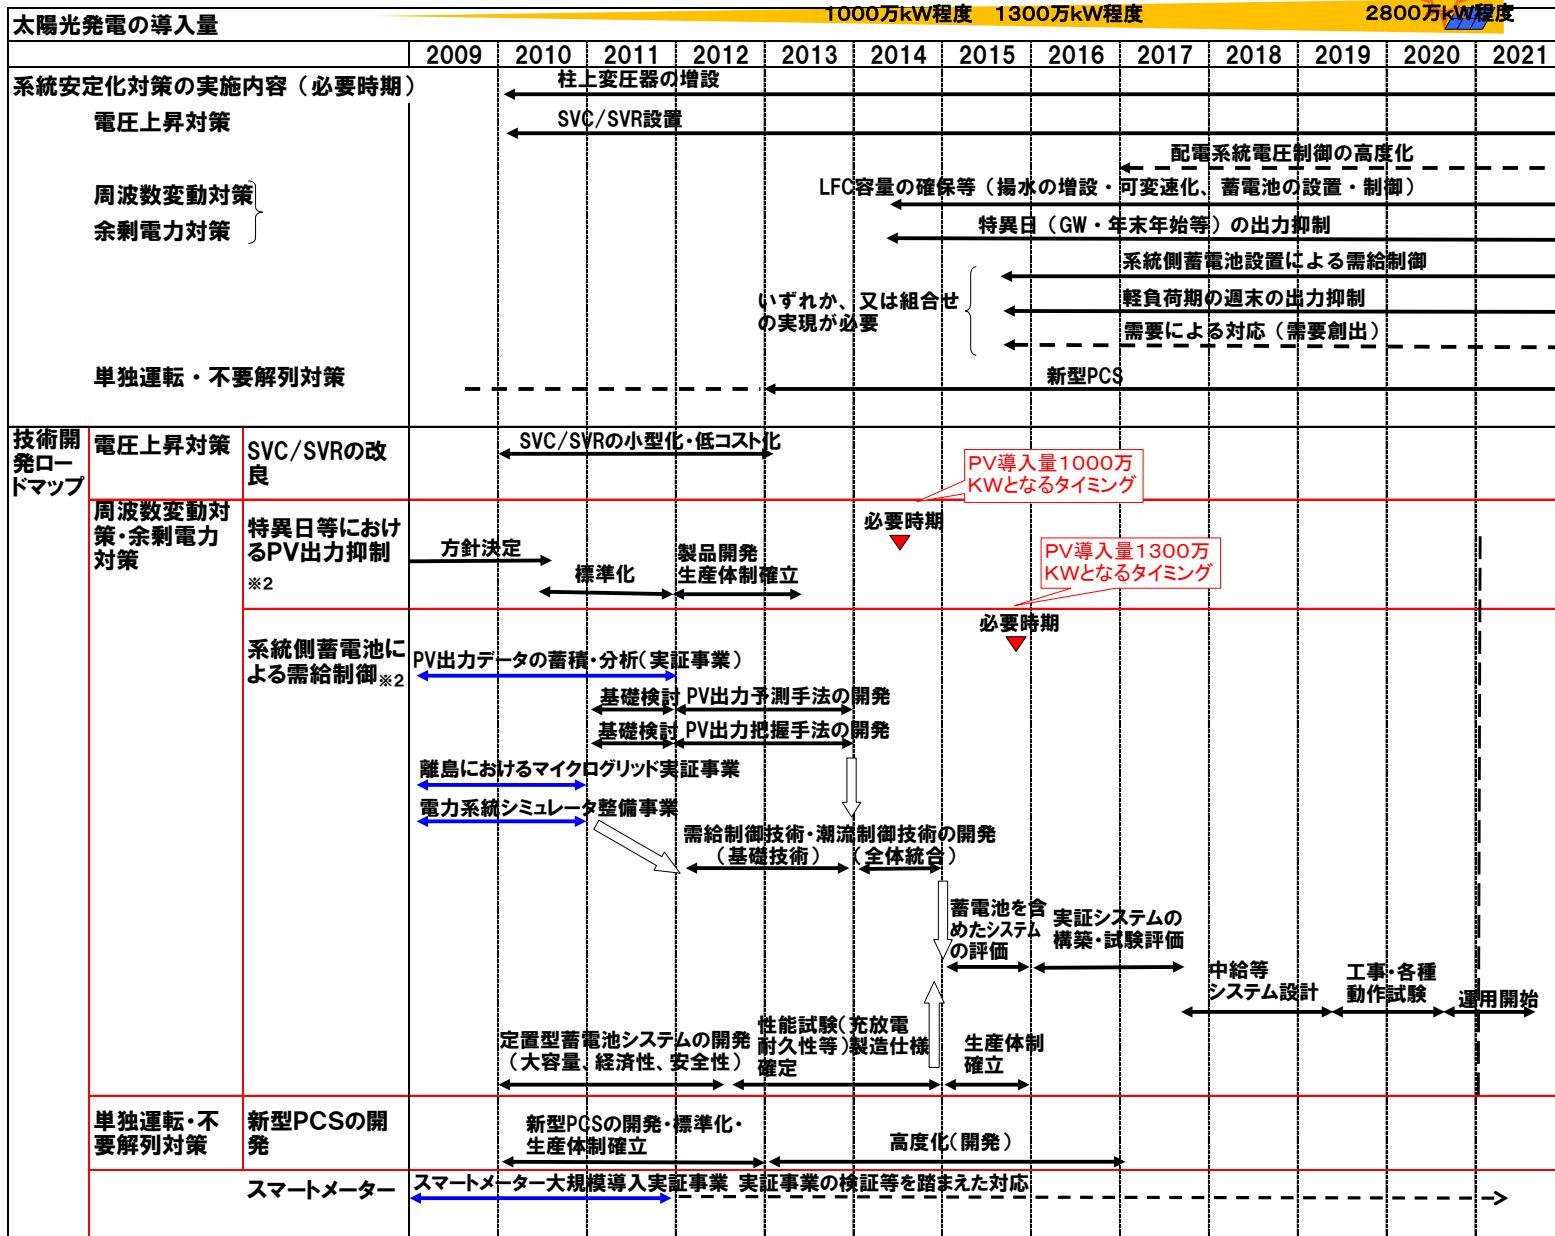 太陽光発電の導入量
1000万kW程度
1300万kW程度
2800万kW程度
2009 2010 2011 2012 2013 2014 2015 2016 2017 2018 2019 2020 2021
系統安定化対策の実施内容（必要時期）
柱上変圧器の増設
電圧上昇対策
SVC/SVR設置
配電系統電圧制御の高度化
周波数変動対策
LFC容量の確保等（揚水の増設・可変速化、蓄電池の設置・制御）
余剰電力対策
特異日（GW・年末年始等）の出力抑制
系統側蓄電池設置による需給制御
いずれか、又は組合せ
の実現が必要
軽負荷期の週末の出力抑制
需要による対応（需要創出）
単独運転・不要解列対策
新型PCS
技術開
発ロー
ドマップ
電圧上昇対策
SVC/SVRの改
良
SVC/SVRの小型化・低コスト化
PV導入量1000万
KWとなるタイミング
周波数変動対
策・余剰電力
対策
特異日等におけ
るPV出力抑制
※2
方針決定
標準化
製品開発
生産体制確立
必要時期
PV導入量1300万
KWとなるタイミング
必要時期
系統側蓄電池に
よる需給制御※2
PV出力データの蓄積・分析（実証事業）
基礎検討 PV出力予測手法の開発
基礎検討 PV出力把握手法の開発
離島におけるマイクログリッド実証事業
電力系統シミュレータ整備事業
需給制御技術・潮流制御技術の開発
（基礎技術）（全体統合）
蓄電池を含
めたシステム
の評価
実証システムの
構築・試験評価
中給等
システム設計
工事・各種
動作試験
運用開始
定置型蓄電池システムの開発
（大容量、経済性、安全性）
性能試験（充放電
耐久性等）製造仕様
確定
生産体制
確立
単独運転・不
要解列対策
新型PCSの開
発
新型PCSの開発・標準化・
生産体制確立
高度化（開発）
スマートメーター
スマートメーター大規模導入実証事業 実証事業の検証等を踏まえた対応